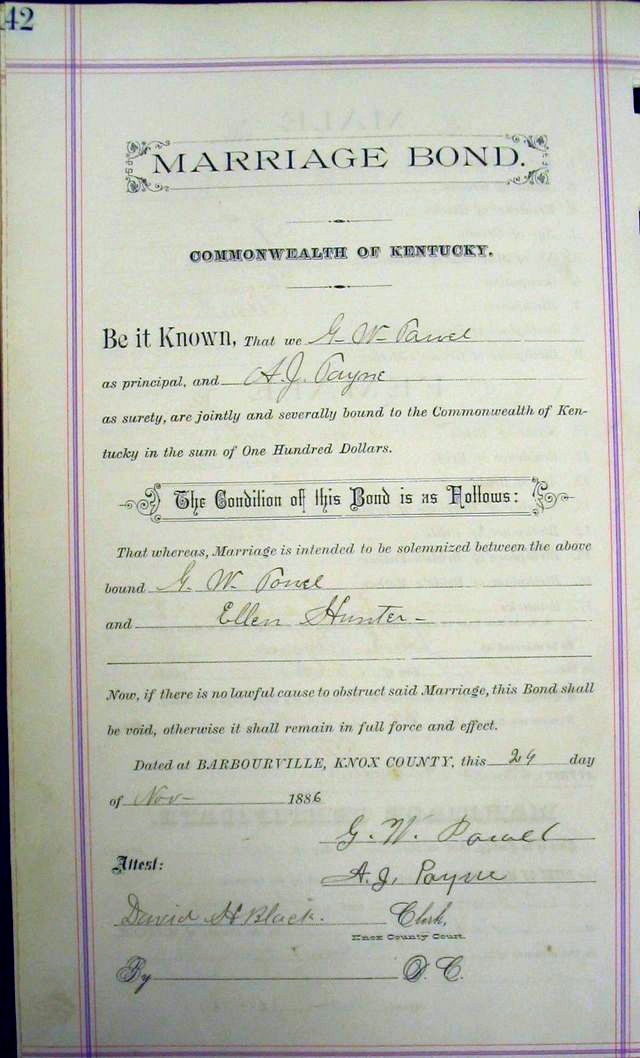 42
MARRIAGE BOND.
COMMONWEALTH OF KENTUCKY.
Be it Known, That we G. W. Powel
as principal, and A. J. Payne
as surety, are jointly and severally bound to the Commonwealth of Ken-
tucky in the sum of One Hundred Dollars.
The Condition of this Bond is as Follows:
That whereas, Marriage is intended to be solemnized between the above
bound G. W. Powel
and Ellen Hunter
Now, if there is no lawful cause to obstruct said Marriage, this Bond shall
be void, otherwise it shall remain in full force and effect.
Dated at BARBOURVILLE, KNOX COUNTY, this day
of Nov 1886
G. W. Powel
Attest:
A. J. Payne
David H Black. Clerk,
Knox County Court.
By D. C.